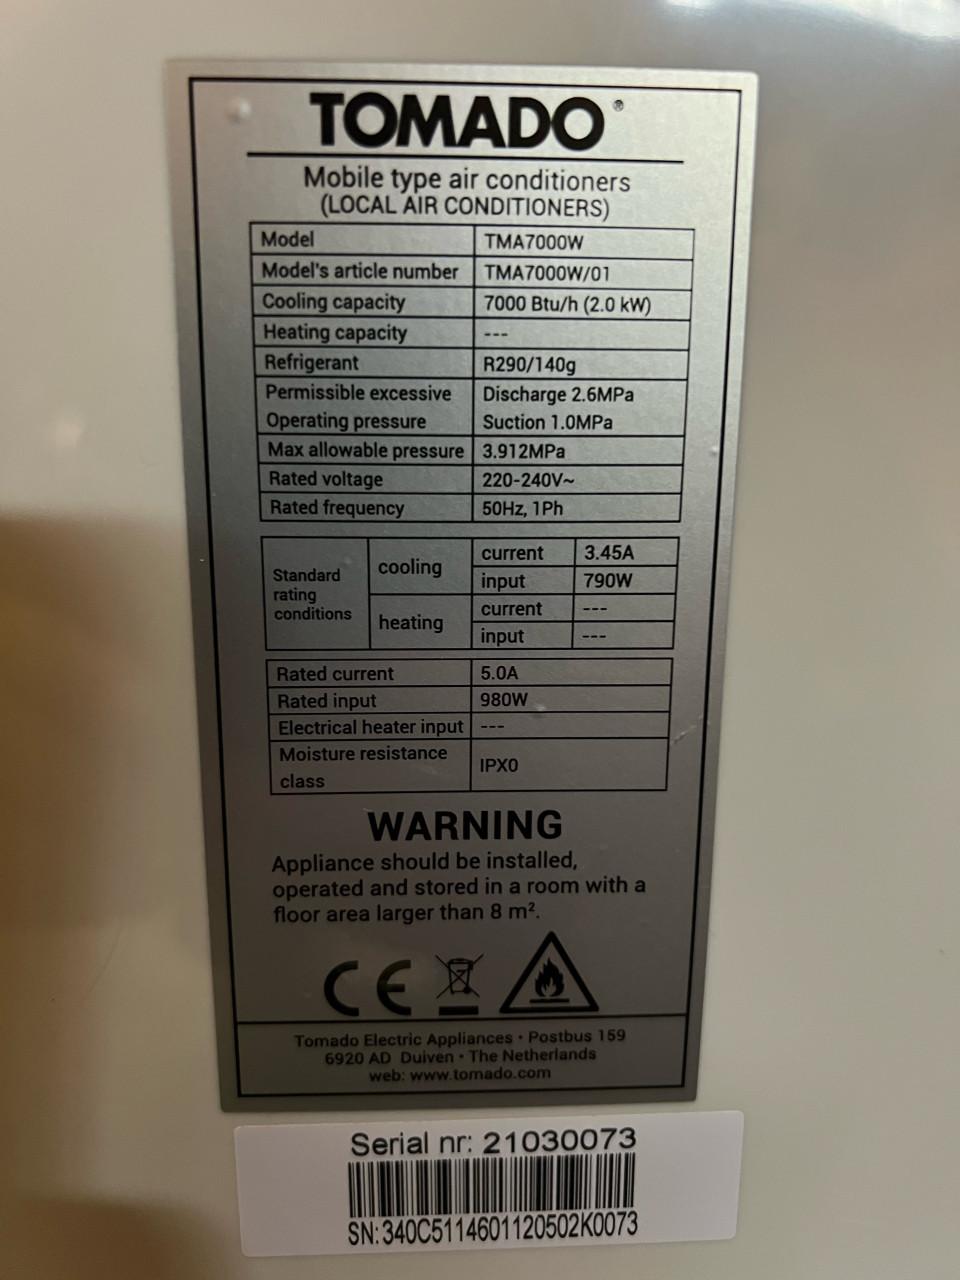 TOMADO®
Mobile type air conditioners
(LOCAL AIR CONDITIONERS)
Model TMA7000W
Model's article number TMA7000W/01
Cooling capacity 7000 Btu/h (2.0 kW)
Heating capacity ---
Refrigerant R290/140g
Permissible excessive Discharge 2.6MPa
Operating pressure Suction 1.0MPa
Max allowable pressure 3.912MPa
Rated voltage 220-240V~
Rated frequency 50Hz, 1Ph
Standard rating conditions cooling current 3.45A
input 790W
heating current ---
input ---
Rated current 5.0A
Rated input 980W
Electrical heater input ---
Moisture resistance class IPX0
WARNING
Appliance should be installed,
operated and stored in a room with a
floor area larger than 8 m².
CE
Tomado Electric Appliances • Postbus 159
6920 AD Duiven • The Netherlands
web: www.tomado.com
Serial nr: 21030073
SN:340C5114601120502K0073